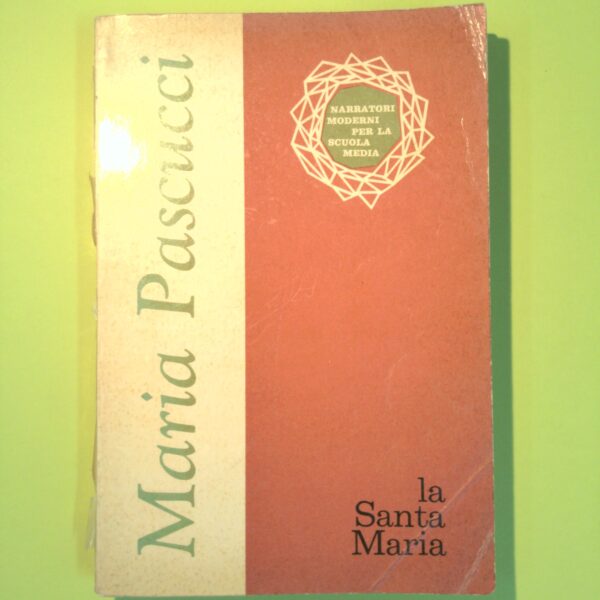 Maria Pascucci
NARRATORI
MODERNI
PER LA
SCUOLA
MEDIA
la
Santa
Maria